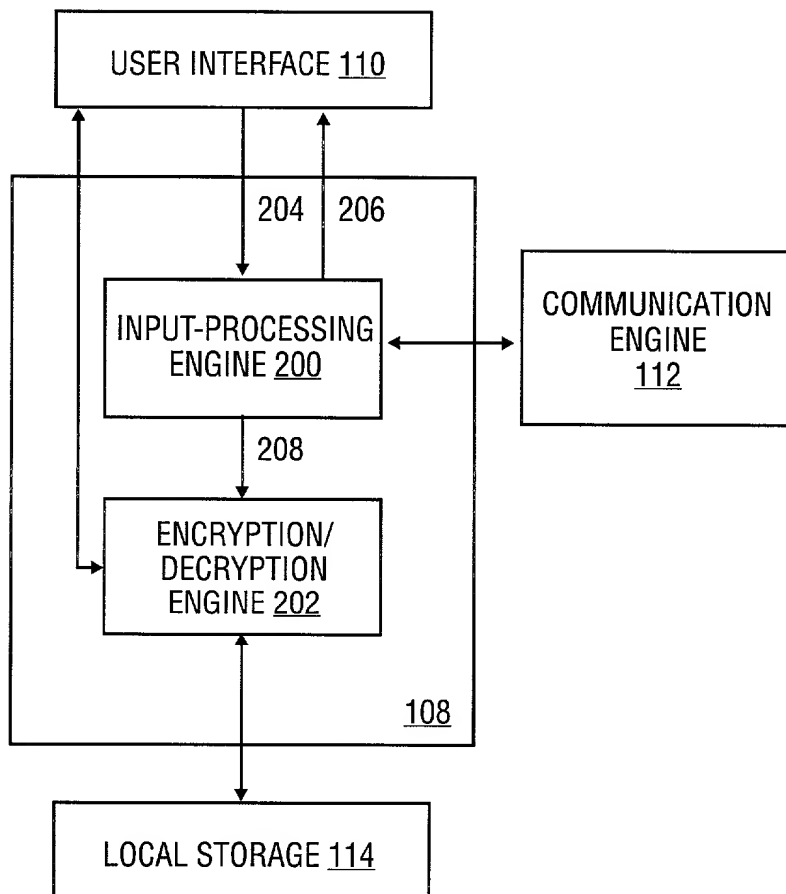 USER INTERFACE 110
204
206
INPUT-PROCESSING
ENGINE 200
COMMUNICATION
ENGINE
112
208
ENCRYPTION/
DECRYPTION
ENGINE 202
108
LOCAL STORAGE 114